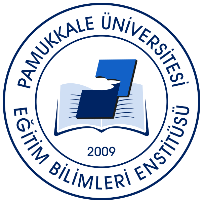 PAMUKKALE ÜNİVERSİTESİ
2009
EĞİTİM BİLİMLERİ ENSTİTÜSÜ